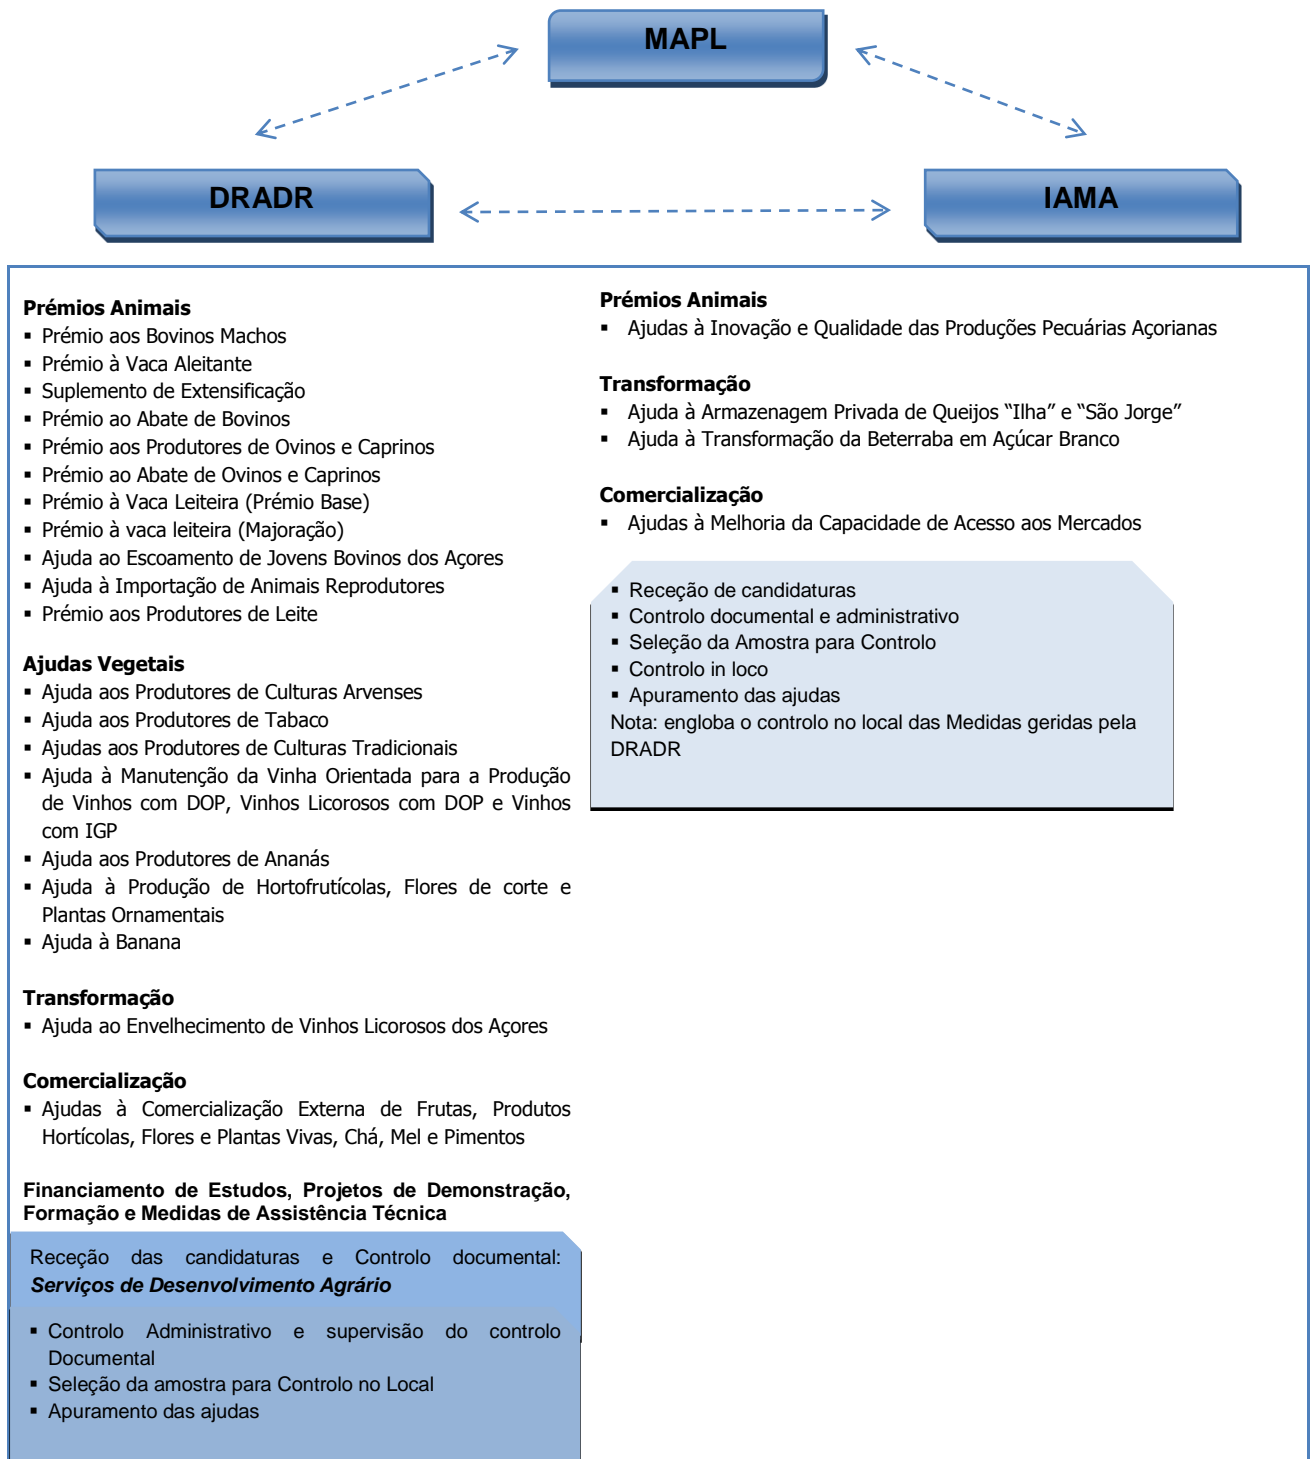 MAPL
DRADR
IAMA
Prémios Animais
▪ Prémio aos Bovinos Machos
▪ Prémio à Vaca Aleitante
▪ Suplemento de Extensificação
▪ Prémio ao Abate de Bovinos
▪ Prémio aos Produtores de Ovinos e Caprinos
▪ Prémio ao Abate de Ovinos e Caprinos
▪ Prémio à Vaca Leiteira (Prémio Base)
▪ Prémio à vaca leiteira (Majoração)
▪ Ajuda ao Escoamento de Jovens Bovinos dos Açores
▪ Ajuda à Importação de Animais Reprodutores
▪ Prémio aos Produtores de Leite
Ajudas Vegetais
▪ Ajuda aos Produtores de Culturas Arvenses
▪ Ajuda aos Produtores de Tabaco
▪ Ajudas aos Produtores de Culturas Tradicionais
▪ Ajuda à Manutenção da Vinha Orientada para a Produção
de Vinhos com DOP, Vinhos Licorosos com DOP e Vinhos
com IGP
▪ Ajuda aos Produtores de Ananás
▪ Ajuda à Produção de Hortofrutícolas, Flores de corte e
Plantas Ornamentais
▪ Ajuda à Banana
Transformação
▪ Ajuda ao Envelhecimento de Vinhos Licorosos dos Açores
Comercialização
▪ Ajudas à Comercialização Externa de Frutas, Produtos
Hortícolas, Flores e Plantas Vivas, Chá, Mel e Pimentos
Financiamento de Estudos, Projetos de Demonstração,
Formação e Medidas de Assistência Técnica
Receção das candidaturas e Controlo documental:
Serviços de Desenvolvimento Agrário
▪ Controlo Administrativo e supervisão do controlo
Documental
▪ Seleção da amostra para Controlo no Local
▪ Apuramento das ajudas
Prémios Animais
▪ Ajudas à Inovação e Qualidade das Produções Pecuárias Açorianas
Transformação
▪ Ajuda à Armazenagem Privada de Queijos “Ilha” e “São Jorge”
▪ Ajuda à Transformação da Beterraba em Açúcar Branco
Comercialização
▪ Ajudas à Melhoria da Capacidade de Acesso aos Mercados
▪ Receção de candidaturas
▪ Controlo documental e administrativo
▪ Seleção da Amostra para Controlo
▪ Controlo in loco
▪ Apuramento das ajudas
Nota: engloba o controlo no local das Medidas geridas pela
DRADR